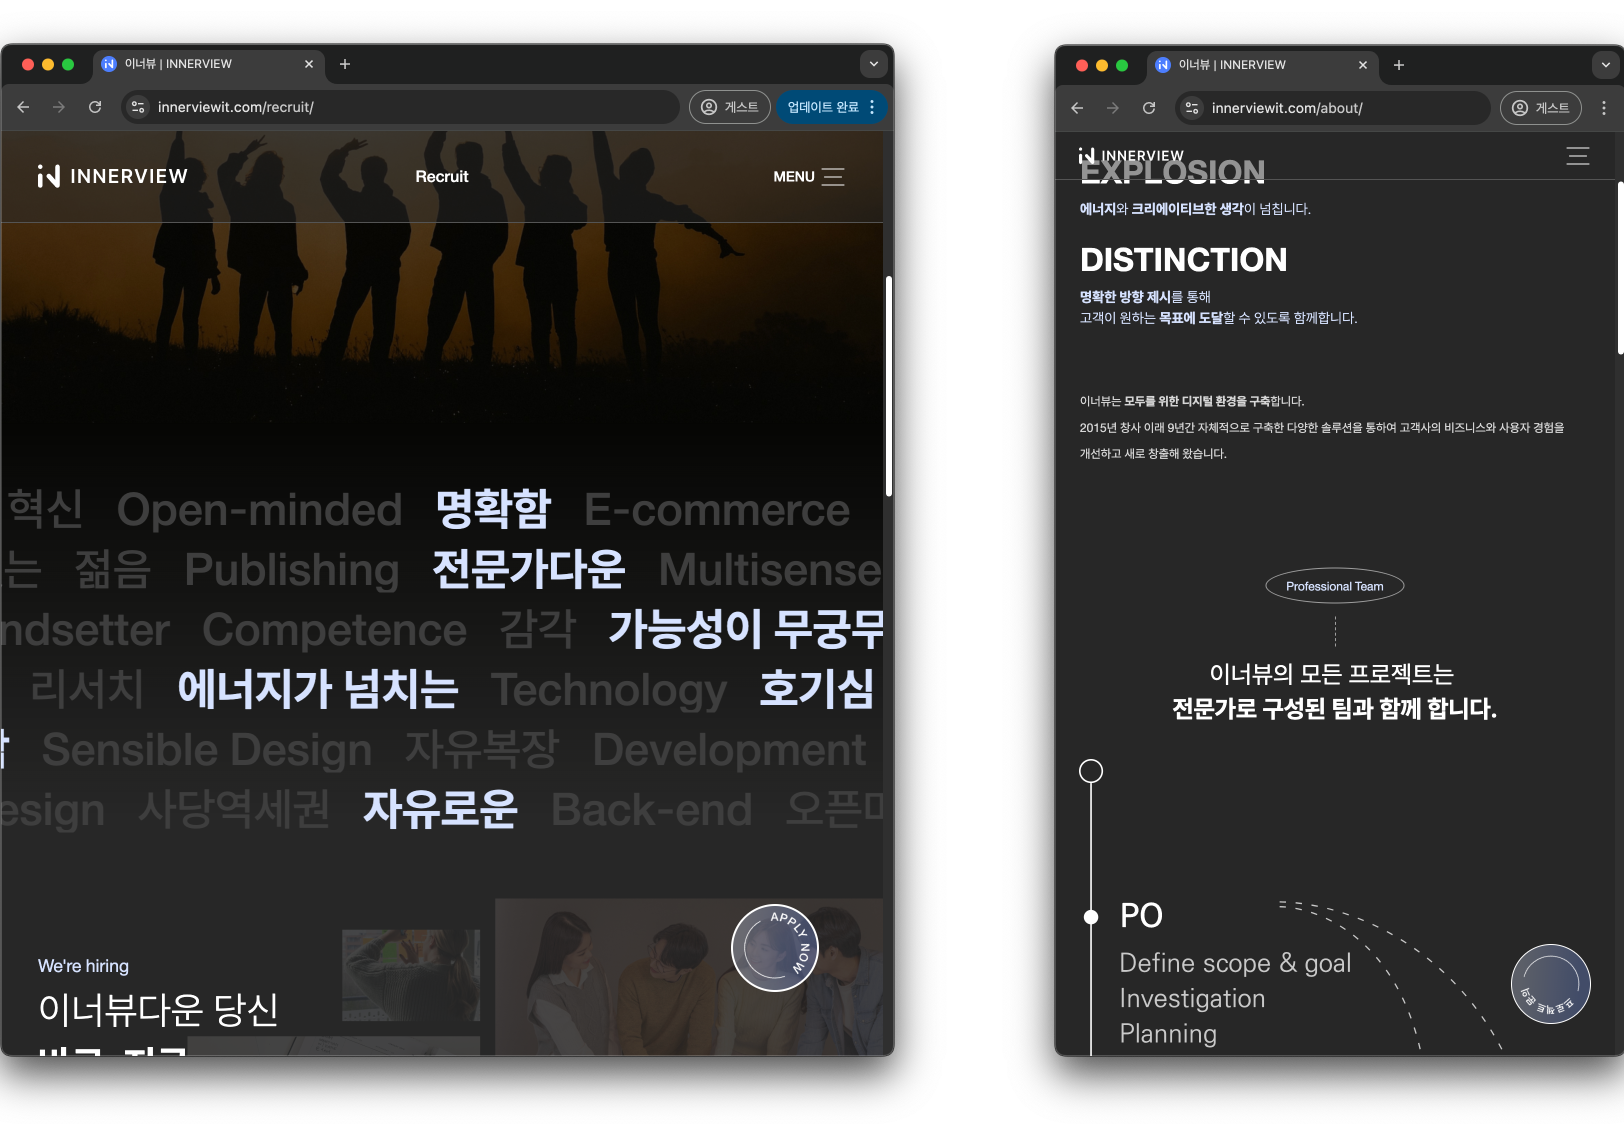 이너뷰 | INNERVIEW
innerviewit.com/recruit/
게스트
업데이트 완료
INNERVIEW
Recruit
MENU
혁신 Open-minded 명확함 E-commerce
는 젊음 Publishing 전문가다운 Multisense
ndsetter Competence 감각 가능성이 무궁무
리서치 에너지가 넘치는 Technology 호기심
Sensible Design 자유복장 Development
esign 사당역세권 자유로운 Back-end 오픈마
APPLY NOW
We're hiring
이너뷰다운 당신
이너뷰 | INNERVIEW
innerviewit.com/about/
게스트
INNERVIEW
EXPLOSION
에너지와 크리에이티브한 생각이 넘칩니다.
DISTINCTION
명확한 방향 제시를 통해
고객이 원하는 목표에 도달할 수 있도록 함께합니다.
이너뷰는 모두를 위한 디지털 환경을 구축합니다.
2015년 창사 이래 9년간 자체적으로 구축한 다양한 솔루션을 통하여 고객사의 비즈니스와 사용자 경험을
개선하고 새로 창출해 왔습니다.
Professional Team
이너뷰의 모든 프로젝트는
전문가로 구성된 팀과 함께 합니다.
PO
Define scope & goal
Investigation
Planning
프로젝트 문의